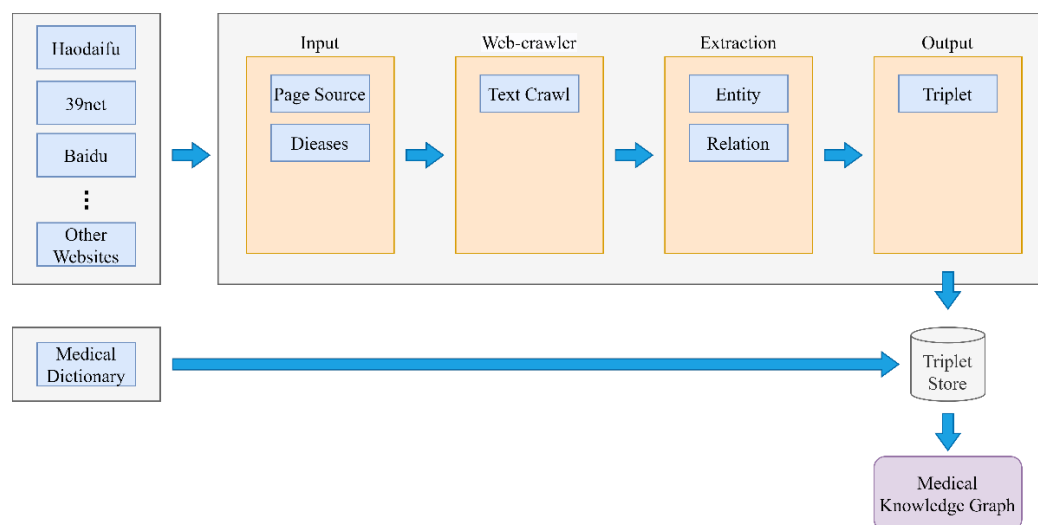 Haodaifu
39net
Baidu
⋮
Other
Websites
Input
Page Source
Dieases
Web-crawler
Text Crawl
Extraction
Entity
Relation
Output
Triplet
Medical
Dictionary
Triplet
Store
Medical
Knowledge Graph